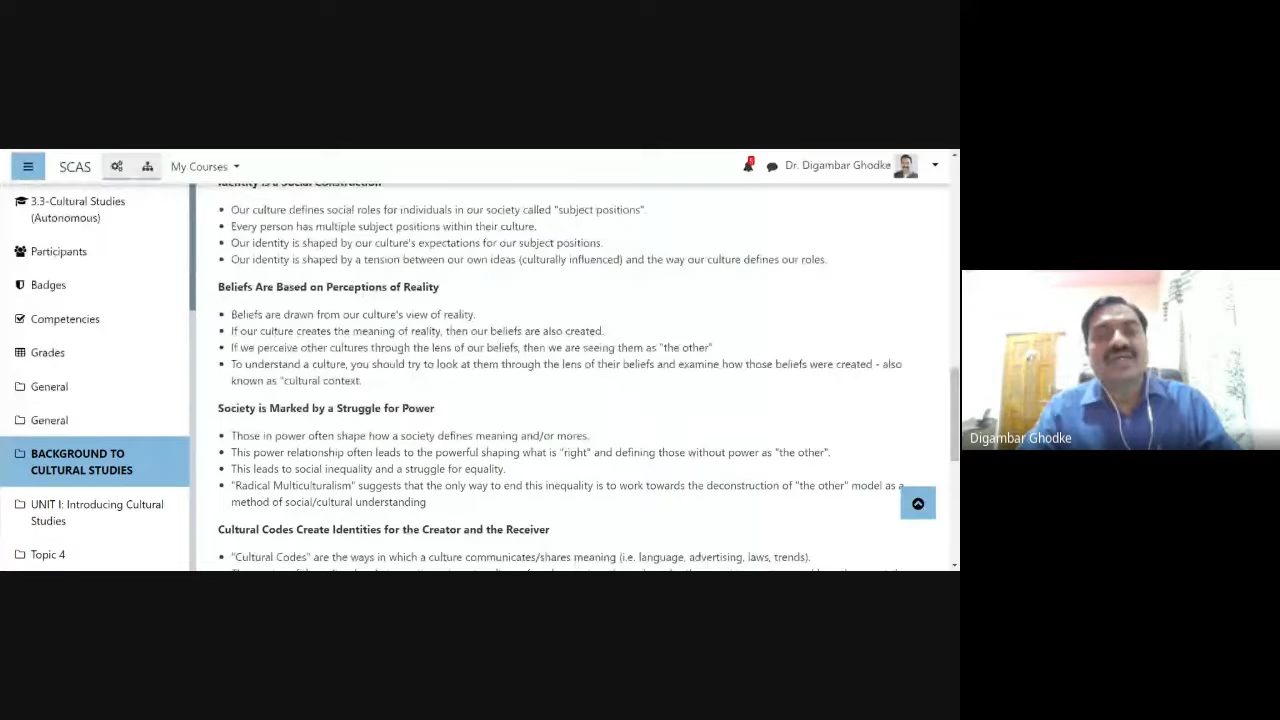 SCAS
My Courses
Dr. Digambar Ghodke
3.3-Cultural Studies
(Autonomous)
Participants
Badges
Competencies
Grades
General
General
BACKGROUND TO
CULTURAL STUDIES
UNIT I: Introducing Cultural
Studies
Topic 4
Identity is a Social Construction
• Our culture defines social roles for individuals in our society called "subject positions".
• Every person has multiple subject positions within their culture.
• Our identity is shaped by our culture's expectations for our subject positions.
• Our identity is shaped by a tension between our own ideas (culturally influenced) and the way our culture defines our roles.
Beliefs Are Based on Perceptions of Reality
• Beliefs are drawn from our culture's view of reality.
• If our culture creates the meaning of reality, then our beliefs are also created.
• If we perceive other cultures through the lens of our beliefs, then we are seeing them as "the other"
• To understand a culture, you should try to look at them through the lens of their beliefs and examine how those beliefs were created - also
known as "cultural context.
Society is Marked by a Struggle for Power
• Those in power often shape how a society defines meaning and/or mores.
• This power relationship often leads to the powerful shaping what is "right" and defining those without power as "the other".
• This leads to social inequality and a struggle for equality.
• "Radical Multiculturalism" suggests that the only way to end this inequality is to work towards the deconstruction of "the other" model as a
method of social/cultural understanding
Cultural Codes Create Identities for the Creator and the Receiver
• "Cultural Codes" are the ways in which a culture communicates/shares meaning (i.e. language, advertising, laws, trends).
Digambar Ghodke